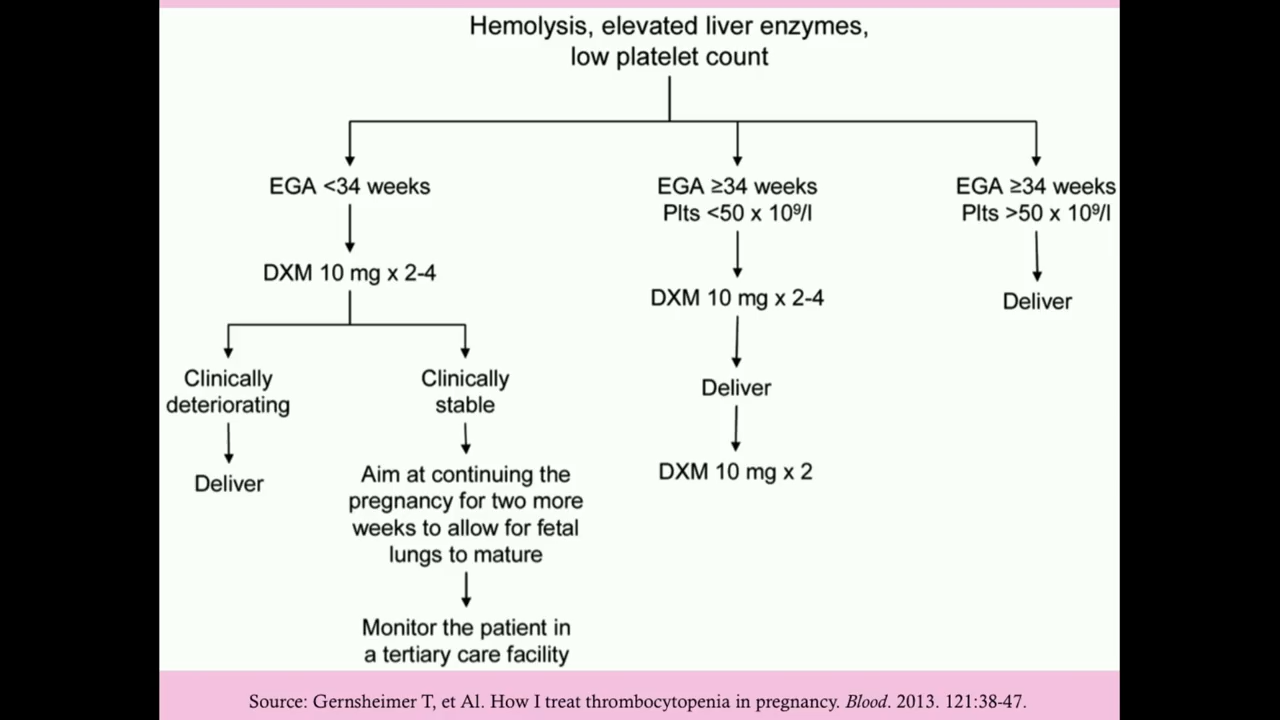 Hemolysis, elevated liver enzymes,
low platelet count
EGA <34 weeks
DXM 10 mg x 2-4
Clinically
deteriorating
Deliver
Clinically
stable
Aim at continuing the
pregnancy for two more
weeks to allow for fetal
lungs to mature
Monitor the patient in
a tertiary care facility
EGA ≥34 weeks
Plts <50 x 10⁹/l
DXM 10 mg x 2-4
Deliver
DXM 10 mg x 2
EGA ≥34 weeks
Plts >50 x 10⁹/l
Deliver
Source: Gernsheimer T, et Al. How I treat thrombocytopenia in pregnancy. Blood. 2013. 121:38-47.